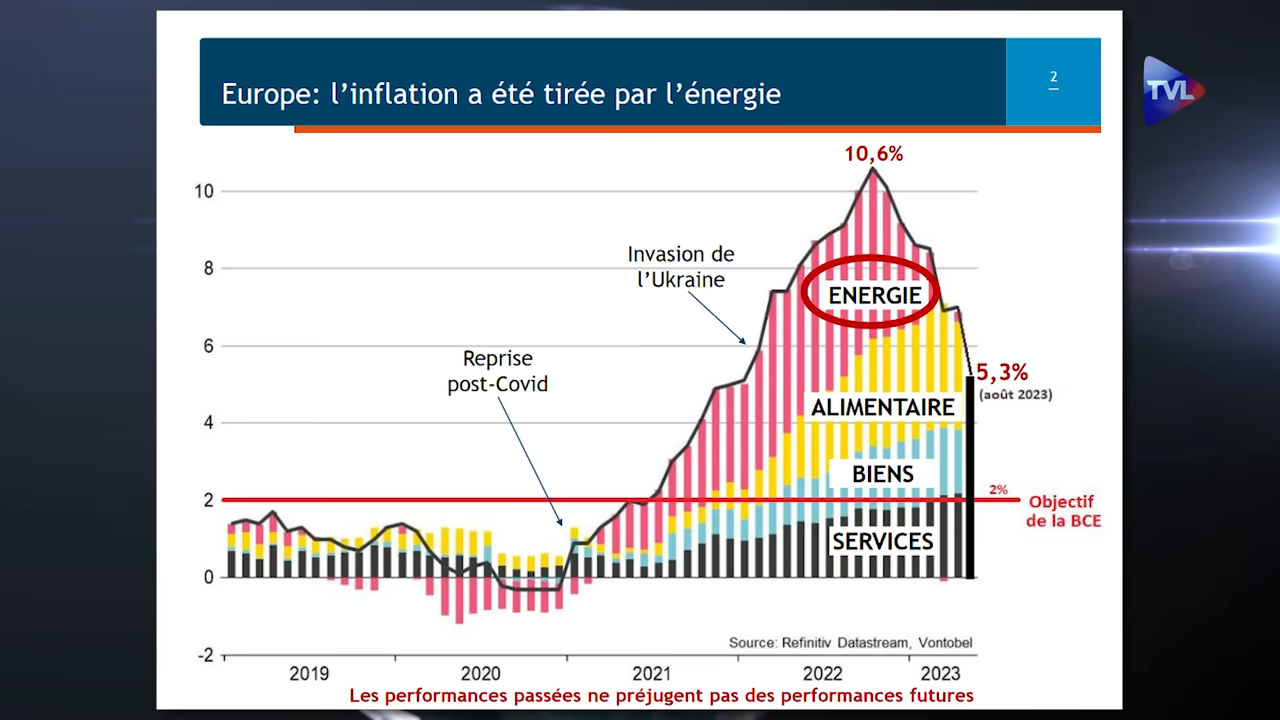 Europe: l'inflation a été tirée par l'énergie
2
TVL
10,6%
10
8
6
4
2
0
-2
Invasion de
l'Ukraine
ENERGIE
Reprise
post-Covid
5,3%
(août 2023)
ALIMENTAIRE
BIENS
2%
Objectif
de la BCE
SERVICES
Source: Refinitiv Datastream, Vontobel
2019
2020
2021
2022
2023
Les performances passées ne préjugent pas des performances futures